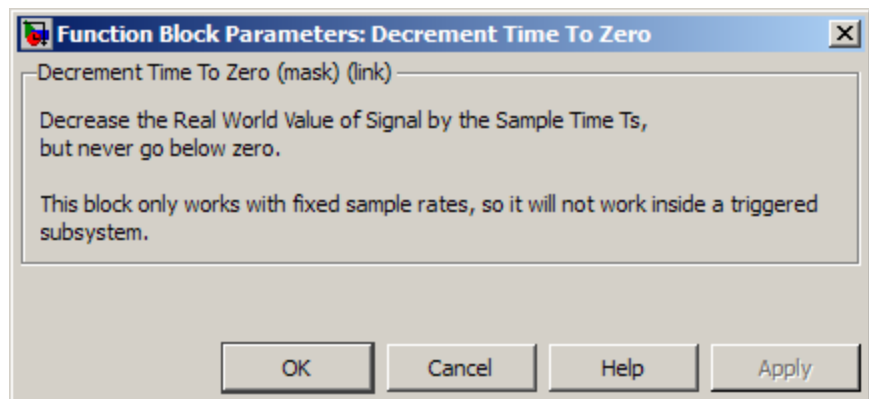 Function Block Parameters: Decrement Time To Zero
Decrement Time To Zero (mask) (link)
Decrease the Real World Value of Signal by the Sample Time Ts,
but never go below zero.
This block only works with fixed sample rates, so it will not work inside a triggered
subsystem.
OK Cancel Help Apply